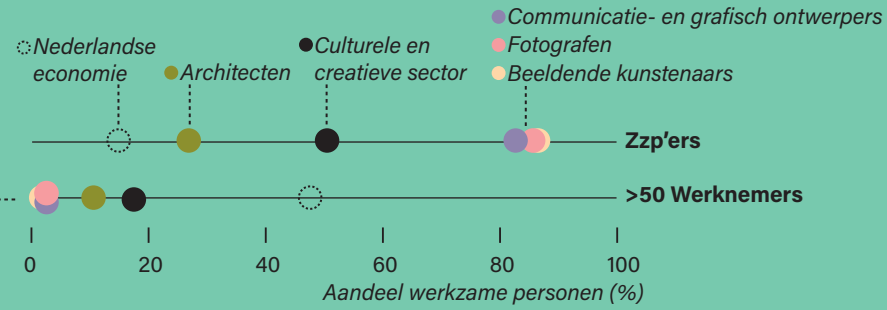 Nederlandse
economie
Architecten
Culturele en
creatieve sector
Communicatie- en grafisch ontwerpers
Fotografen
Beeldende kunstenaars
Zzp'ers
>50 Werknemers
0 20 40 60 80 100
Aandeel werkzame personen (%)